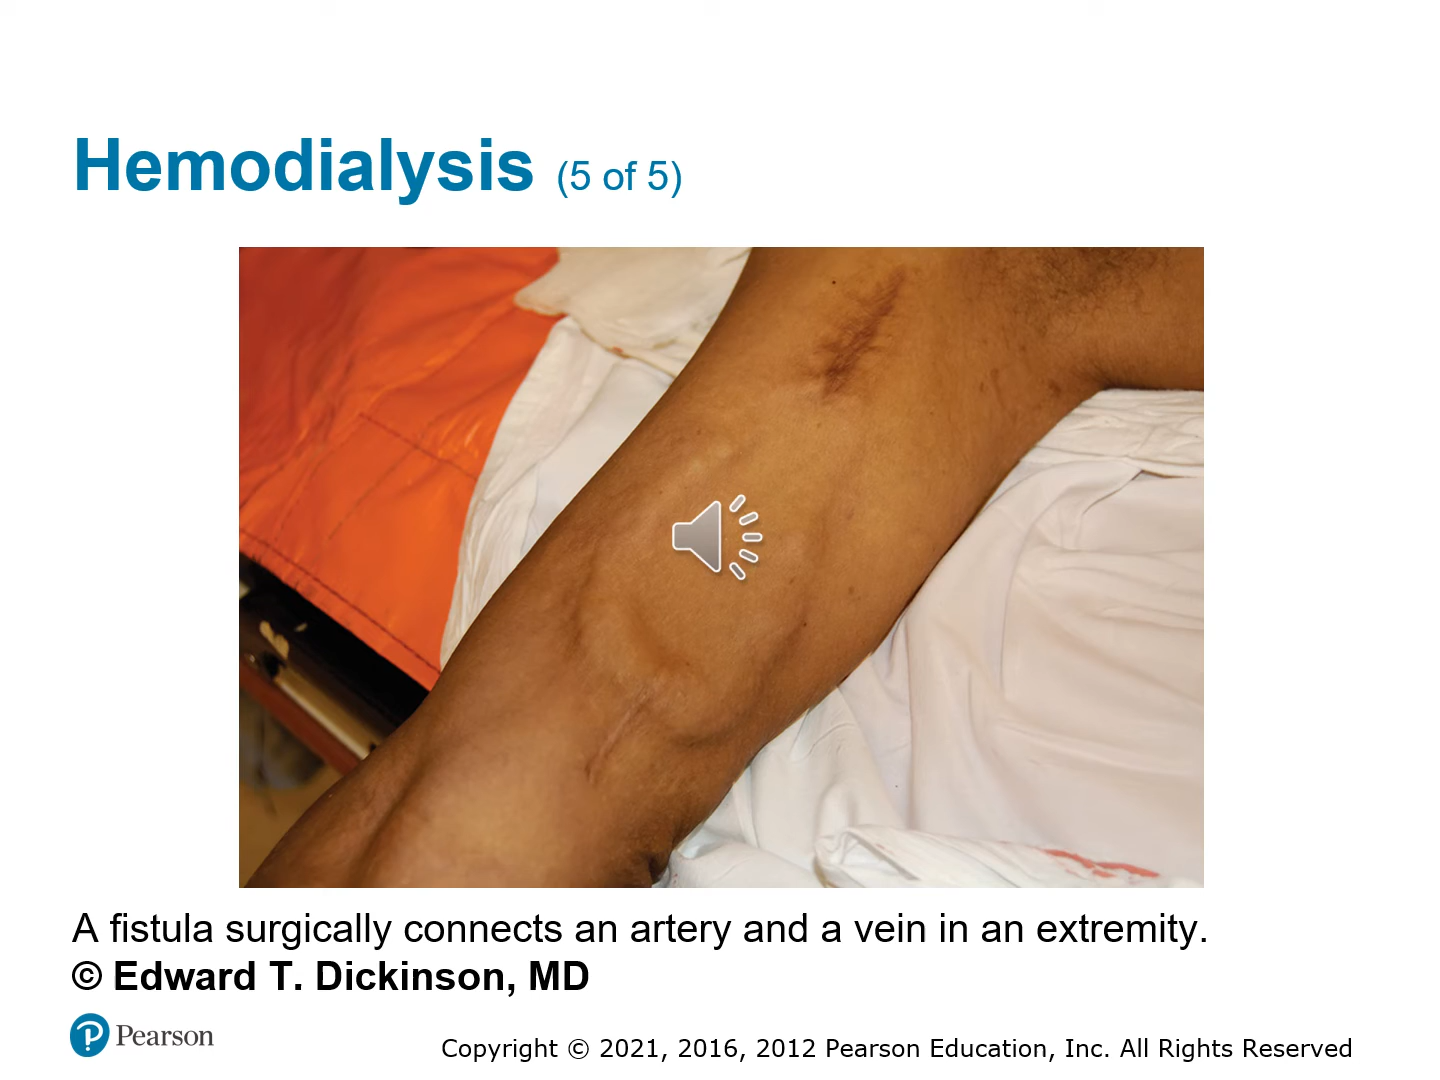 Hemodialysis (5 of 5)
A fistula surgically connects an artery and a vein in an extremity.
© Edward T. Dickinson, MD
Pearson
Copyright © 2021, 2016, 2012 Pearson Education, Inc. All Rights Reserved